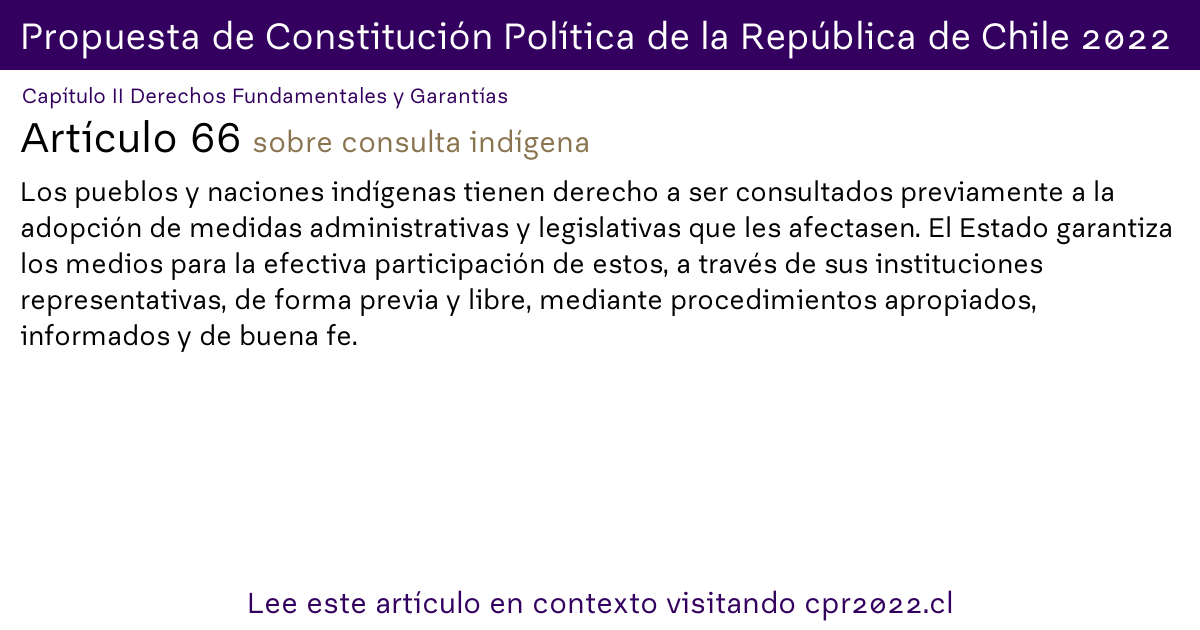 Propuesta de Constitución Política de la República de Chile 2022
Capítulo II Derechos Fundamentales y Garantías
Artículo 66 sobre consulta indígena
Los pueblos y naciones indígenas tienen derecho a ser consultados previamente a la
adopción de medidas administrativas y legislativas que les afectasen. El Estado garantiza
los medios para la efectiva participación de estos, a través de sus instituciones
representativas, de forma previa y libre, mediante procedimientos apropiados,
informados y de buena fe.
Lee este artículo en contexto visitando cpr2022.cl